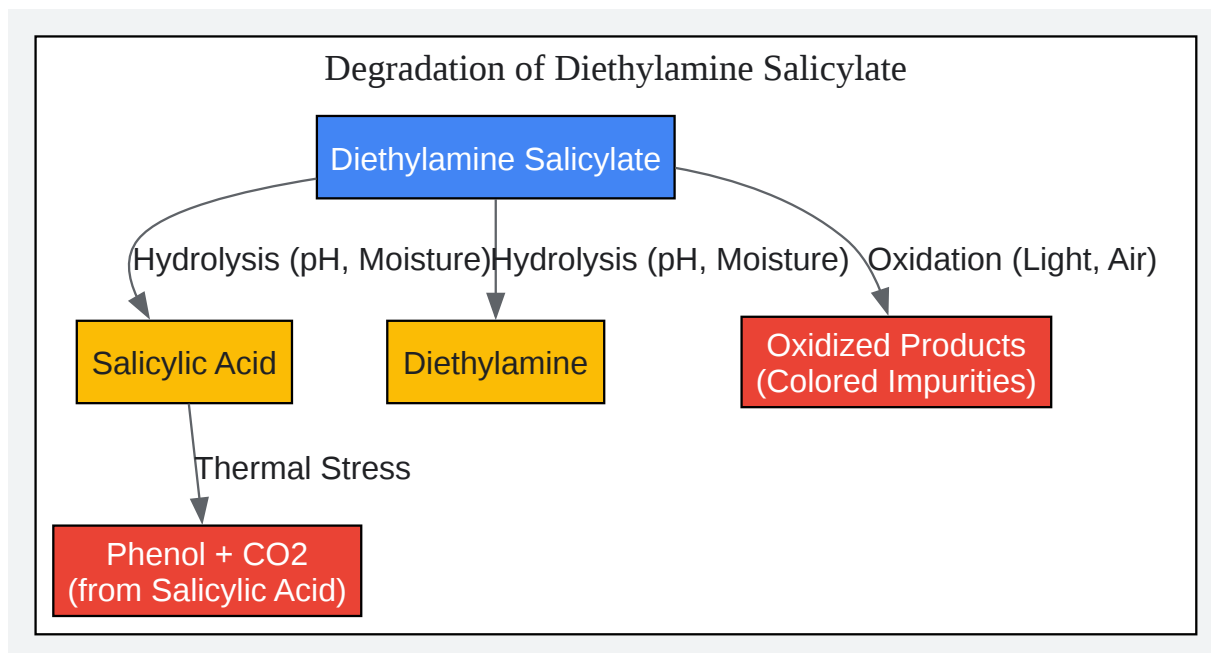 Degradation of Diethylamine Salicylate
Diethylamine Salicylate
Hydrolysis (pH, Moisture)
Hydrolysis (pH, Moisture)
Oxidation (Light, Air)
Salicylic Acid
Diethylamine
Oxidized Products
(Colored Impurities)
Thermal Stress
Phenol + CO2
(from Salicylic Acid)